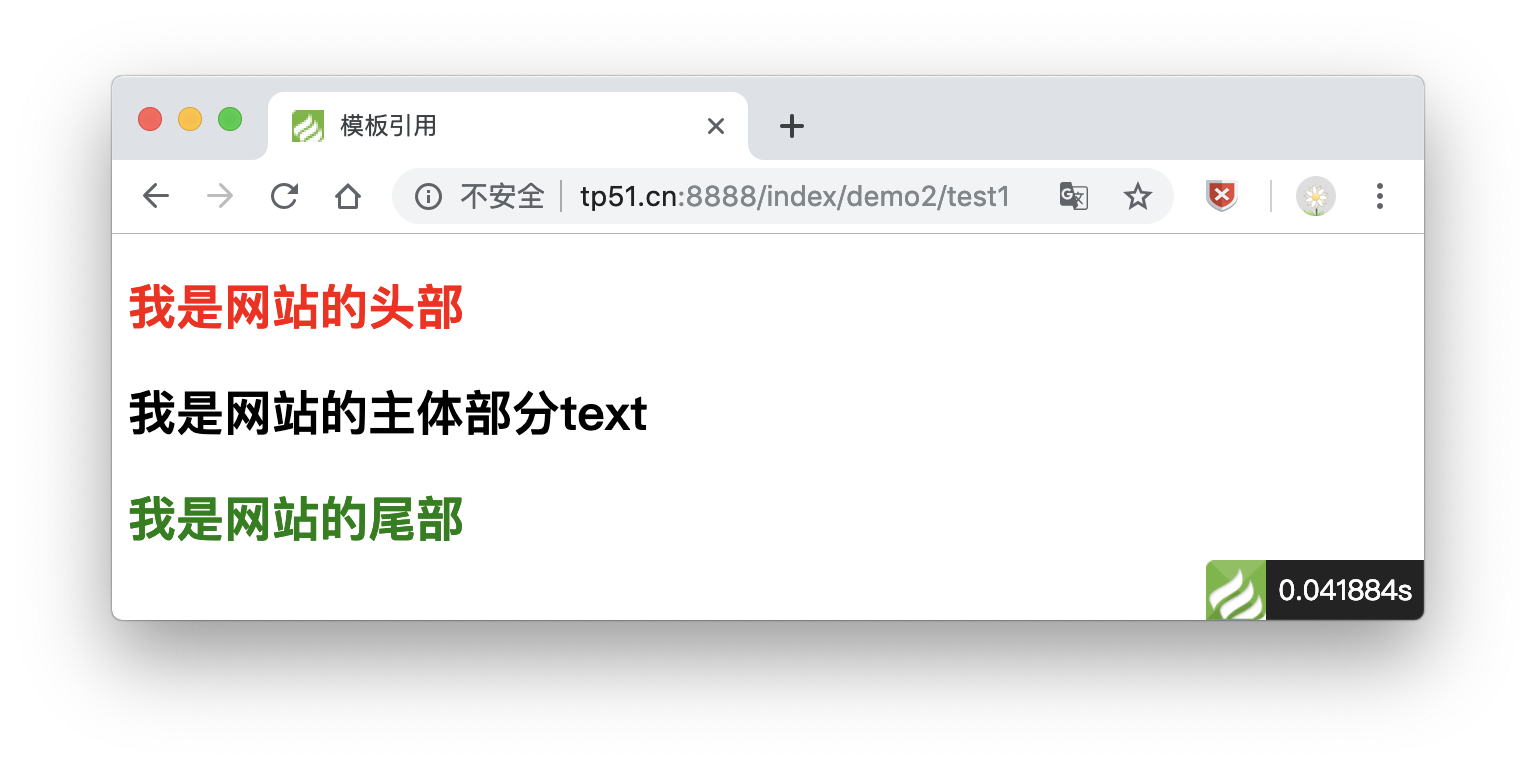 模板引用
不安全 tp51.cn:8888/index/demo2/test1
我是网站的头部
我是网站的主体部分text
我是网站的尾部
0.041884s